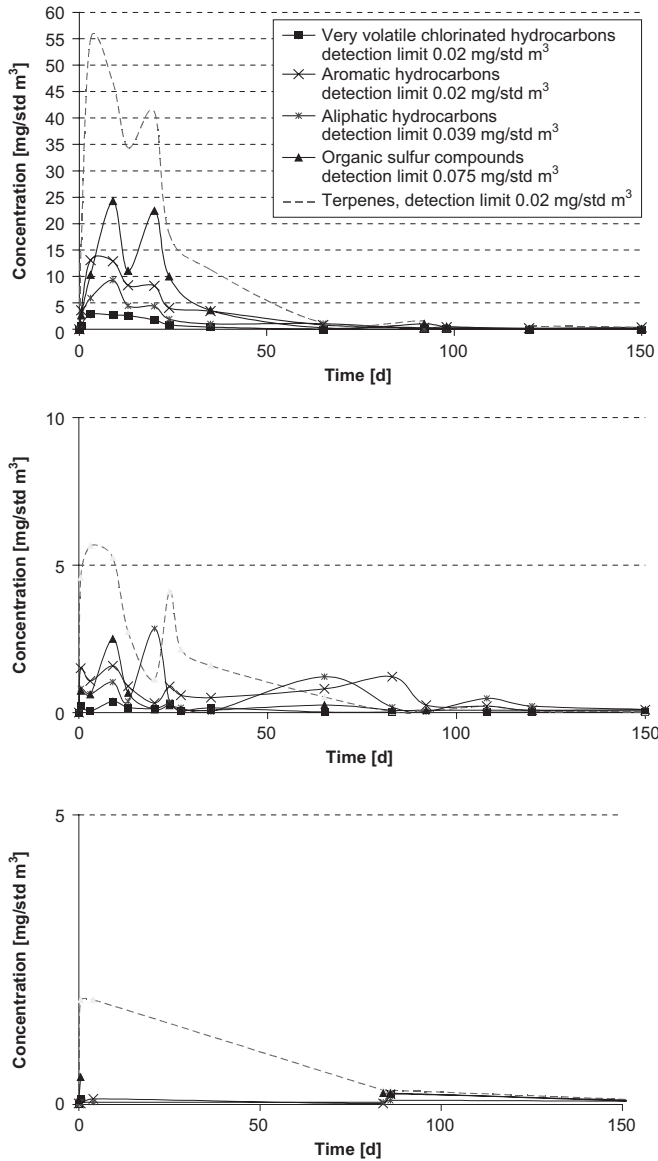 60
55
50
45
40
35
30
25
20
15
10
5
0
Concentration [mg/std m³]
Very volatile chlorinated hydrocarbons
detection limit 0.02 mg/std m³
Aromatic hydrocarbons
detection limit 0.02 mg/std m³
Aliphatic hydrocarbons
detection limit 0.039 mg/std m³
Organic sulfur compounds
detection limit 0.075 mg/std m³
Terpenes, detection limit 0.02 mg/std m³
0 50 100 150
Time [d]
10
5
0
Concentration [mg/std m³]
0 50 100 150
Time [d]
5
0
Concentration [mg/std m³]
0 50 100 150
Time [d]